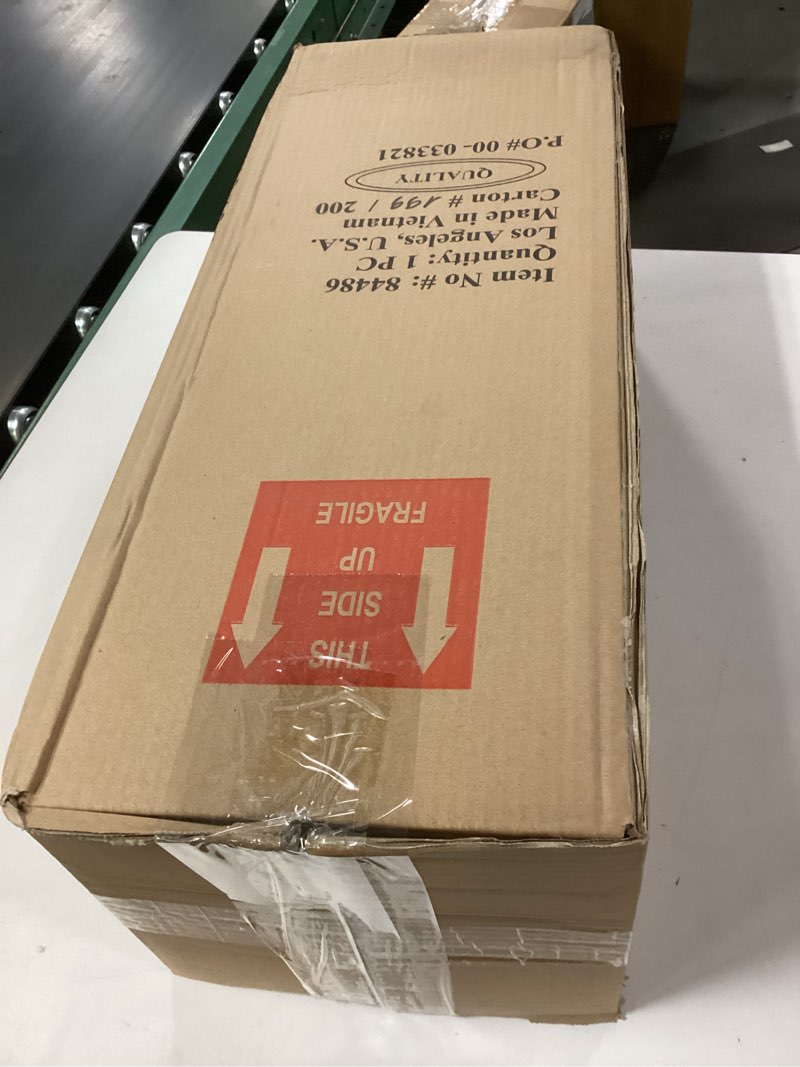 THIS
SIDE
UP
FRAGILE
Item No #: 84486
Quantity: 1 PC
Los Angeles, U.S.A.
Made in Vietnam
Carton # 199 / 200
QUALITY
P.O# 00-033821